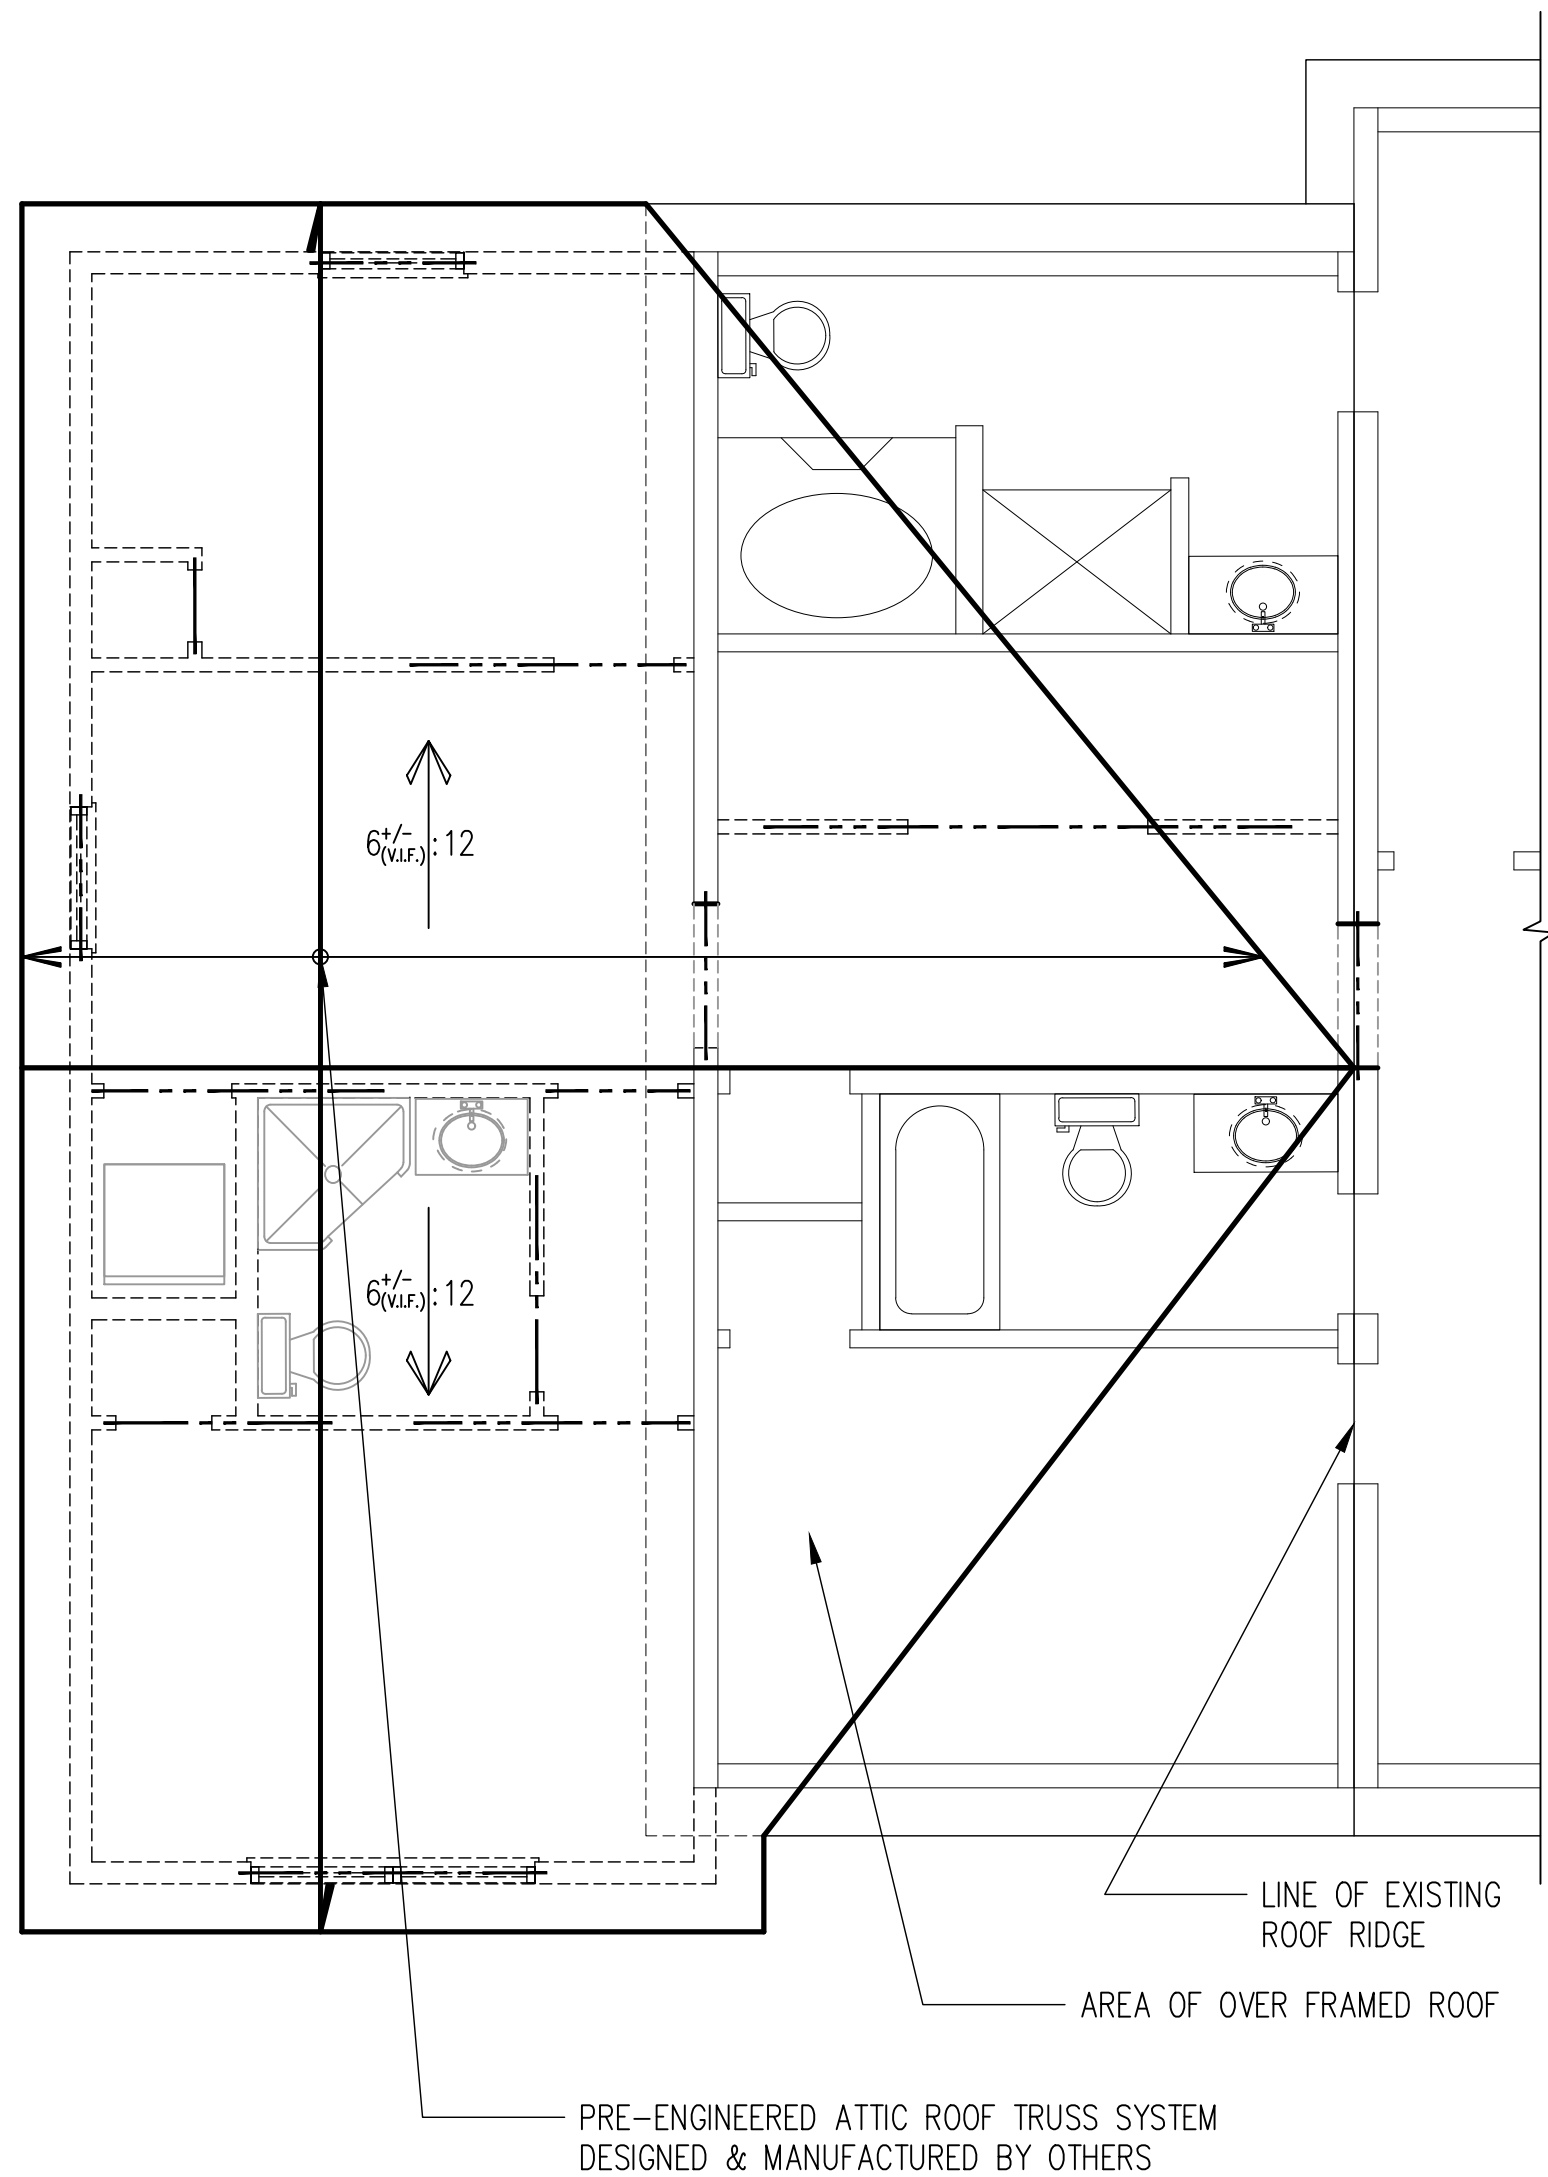 6+/-(V.I.F.):12
6+/-(V.I.F.):12
LINE OF EXISTING
ROOF RIDGE
AREA OF OVER FRAMED ROOF
PRE-ENGINEERED ATTIC ROOF TRUSS SYSTEM
DESIGNED & MANUFACTURED BY OTHERS